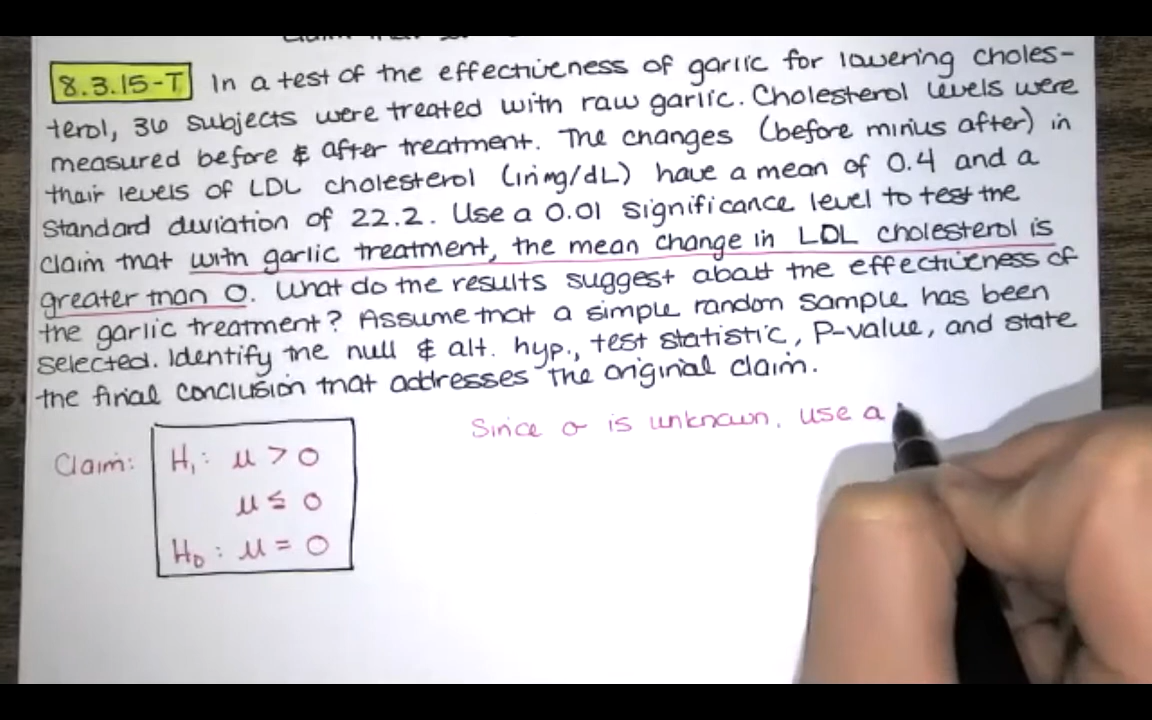 8.3.15-T In a test of the effectiveness of garlic for lowering choles-
terol, 36 subjects were treated with raw garlic. Cholesterol levels were
measured before & after treatment. The changes (before minus after) in
their levels of LDL cholesterol (in mg/dL) have a mean of 0.4 and a
standard deviation of 22.2. Use a 0.01 significance level to test the
claim that with garlic treatment, the mean change in LDL cholesterol is
greater than 0. What do the results suggest about the effectiveness of
the garlic treatment? Assume that a simple random sample has been
selected. Identify the null & alt. hyp., test statistic, P-value, and state
the final conclusion that addresses the original claim.
Since σ is unknown, use a
Claim: H₁: μ > 0
μ ≤ 0
H₀: μ = 0